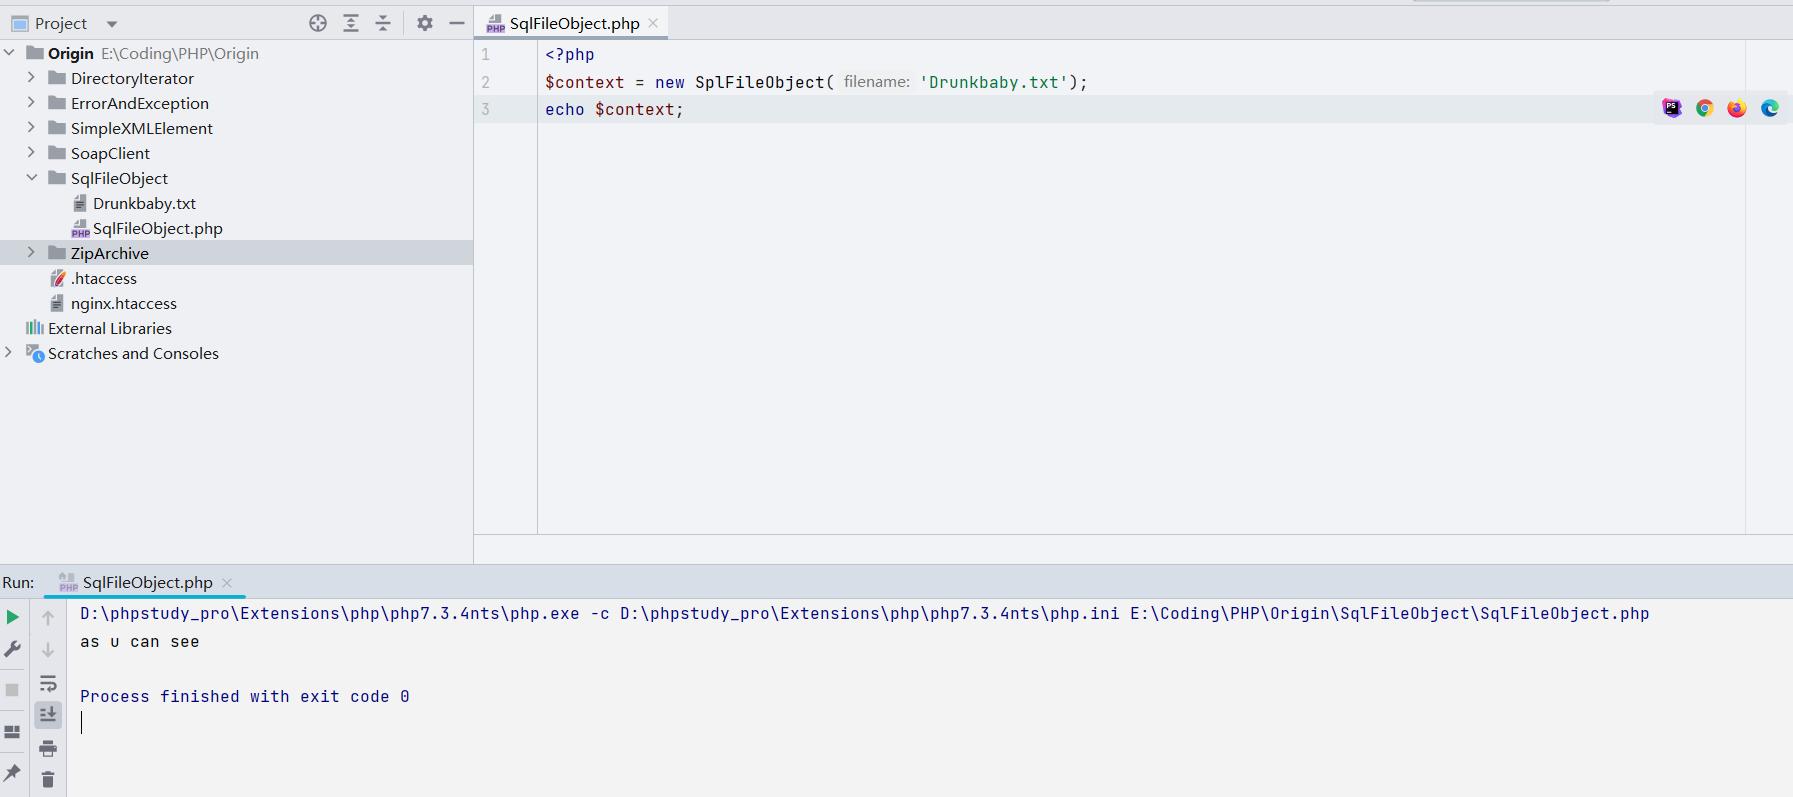 Project
Origin E:\Coding\PHP\Origin
DirectoryIterator
ErrorAndException
SimpleXMLElement
SoapClient
SqlFileObject
Drunkbaby.txt
SqlFileObject.php
ZipArchive
.htaccess
nginx.htaccess
External Libraries
Scratches and Consoles
SqlFileObject.php
1 <?php
2 $context = new SplFileObject( filename: 'Drunkbaby.txt');
3 echo $context;
Run: SqlFileObject.php
D:\phpstudy_pro\Extensions\php\php7.3.4nts\php.exe -c D:\phpstudy_pro\Extensions\php\php7.3.4nts\php.ini E:\Coding\PHP\Origin\SqlFileObject\SqlFileObject.php
as u can see
Process finished with exit code 0